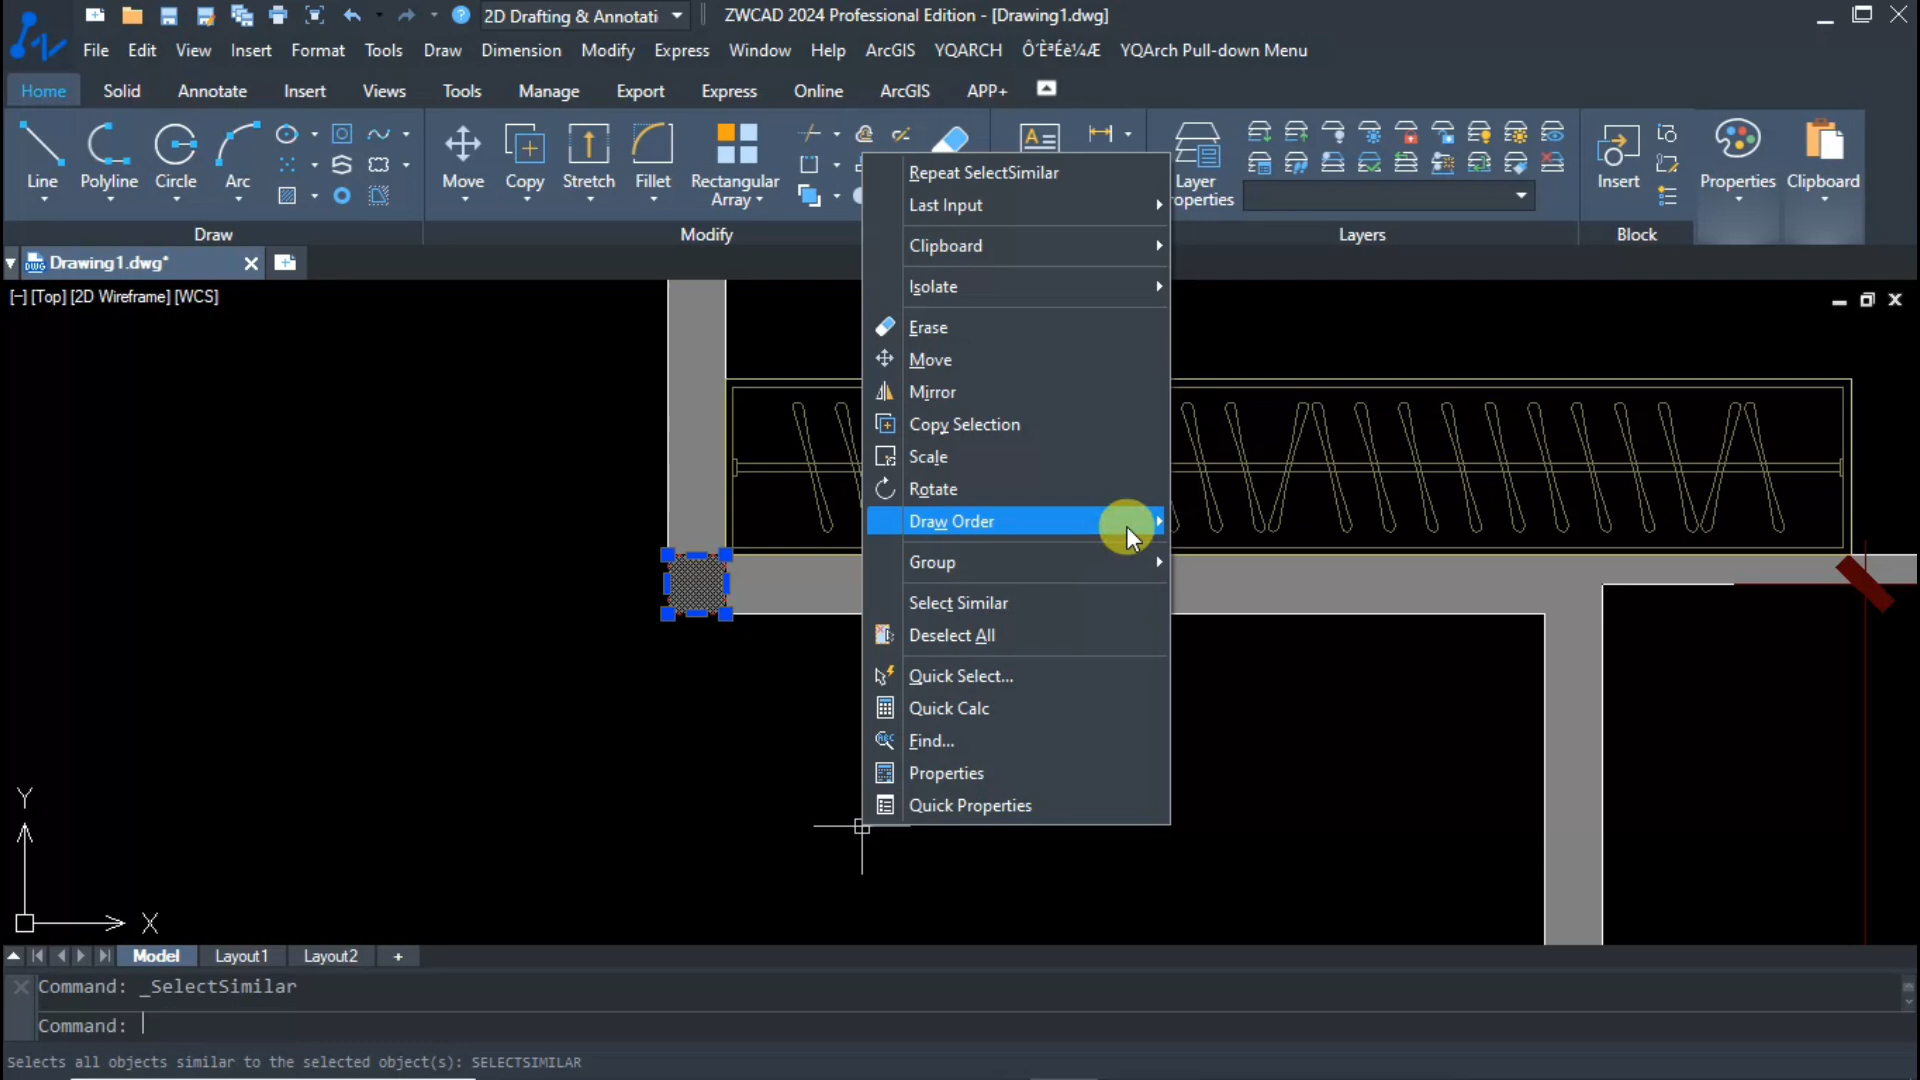 2D Drafting & Annotati
ZWCAD 2024 Professional Edition - [Drawing1.dwg]
File Edit View Insert Format Tools Draw Dimension Modify Express Window Help ArcGIS YQARCH Ô´ÈªÉè¼Æ YQArch Pull-down Menu
Home Solid Annotate Insert Views Tools Manage Export Express Online ArcGIS APP+
Line Polyline Circle Arc
Move Copy Stretch Fillet Rectangular Array
Layer
roperties
Insert Properties Clipboard
Draw Modify Layers Block
DWG Drawing1.dwg*
[-] [Top] [2D Wireframe] [WCS]
Repeat SelectSimilar
Last Input
Clipboard
Isolate
Erase
Move
Mirror
Copy Selection
Scale
Rotate
Draw Order
Group
Select Similar
Deselect All
Quick Select...
Quick Calc
Find...
Properties
Quick Properties
Y
X
Model Layout1 Layout2 +
Command: _SelectSimilar
Command:
Selects all objects similar to the selected object(s): SELECTSIMILAR